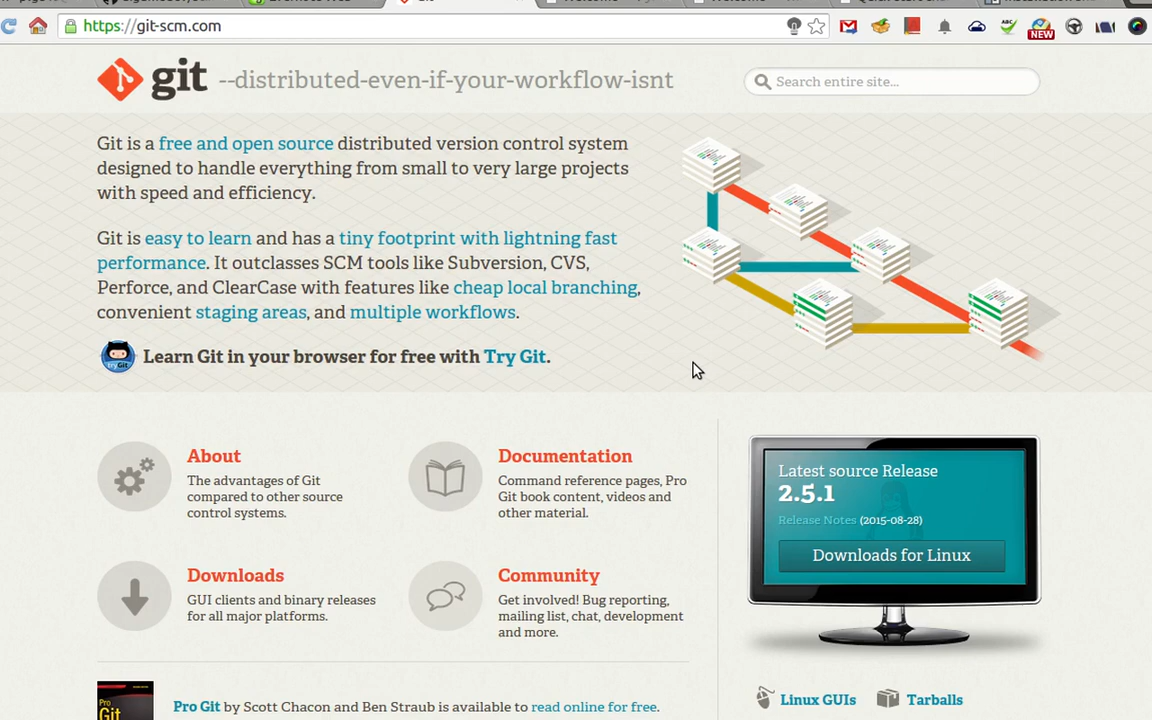 https://git-scm.com
NEW
git --distributed-even-if-your-workflow-isnt
Search entire site...
Git is a free and open source distributed version control system
designed to handle everything from small to very large projects
with speed and efficiency.
Git is easy to learn and has a tiny footprint with lightning fast
performance. It outclasses SCM tools like Subversion, CVS,
Perforce, and ClearCase with features like cheap local branching,
convenient staging areas, and multiple workflows.
Learn Git in your browser for free with Try Git.
About
The advantages of Git
compared to other source
control systems.
Documentation
Command reference pages, Pro
Git book content, videos and
other material.
Downloads
GUI clients and binary releases
for all major platforms.
Community
Get involved! Bug reporting,
mailing list, chat, development
and more.
Latest source Release
2.5.1
Release Notes (2015-08-28)
Downloads for Linux
Linux GUIs
Tarballs
Pro
Git
Pro Git by Scott Chacon and Ben Straub is available to read online for free.